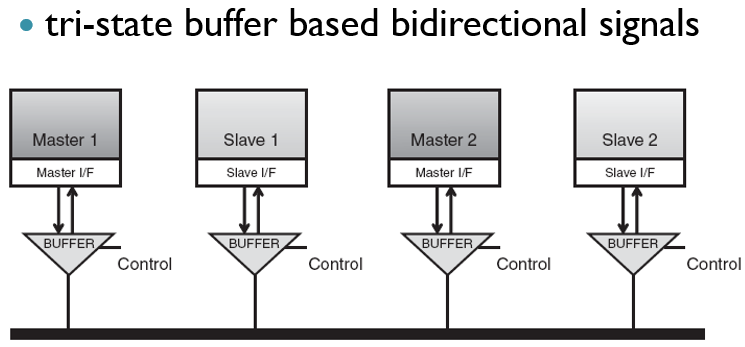 • tri-state buffer based bidirectional signals
Master 1
Slave 1
Master 2
Slave 2
Master I/F
Slave I/F
Master I/F
Slave I/F
BUFFER
BUFFER
BUFFER
BUFFER
Control
Control
Control
Control